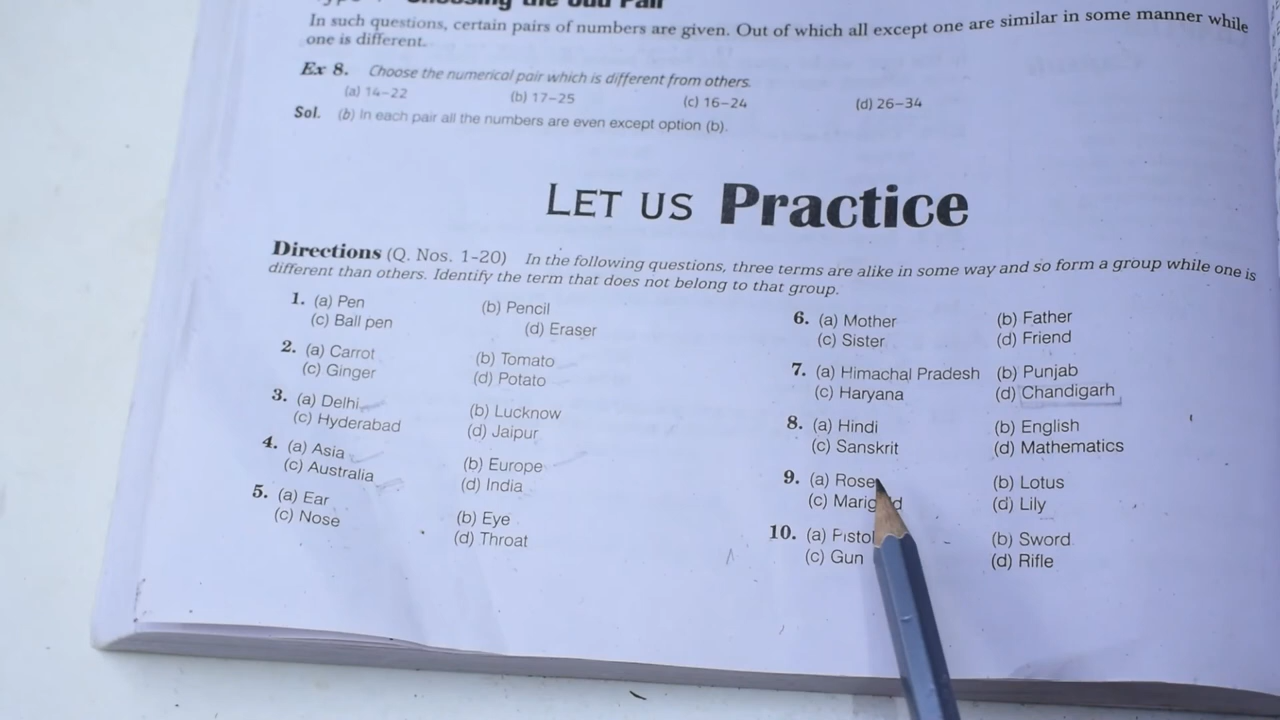 Choosing the Odd Pair
In such questions, certain pairs of numbers are given. Out of which all except one are similar in some manner while
one is different.
Ex 8. Choose the numerical pair which is different from others.
(a) 14–22 (b) 17–25 (c) 16–24 (d) 26–34
Sol. (b) In each pair all the numbers are even except option (b).
LET US Practice
Directions (Q. Nos. 1-20) In the following questions, three terms are alike in some way and so form a group while one is
different than others. Identify the term that does not belong to that group.
1. (a) Pen (b) Pencil
(c) Ball pen (d) Eraser
2. (a) Carrot (b) Tomato
(c) Ginger (d) Potato
3. (a) Delhi (b) Lucknow
(c) Hyderabad (d) Jaipur
4. (a) Asia (b) Europe
(c) Australia (d) India
5. (a) Ear (b) Eye
(c) Nose (d) Throat
6. (a) Mother (b) Father
(c) Sister (d) Friend
7. (a) Himachal Pradesh (b) Punjab
(c) Haryana (d) Chandigarh
8. (a) Hindi (b) English
(c) Sanskrit (d) Mathematics
9. (a) Rose (b) Lotus
(c) Marigold (d) Lily
10. (a) Pistol (b) Sword
(c) Gun (d) Rifle